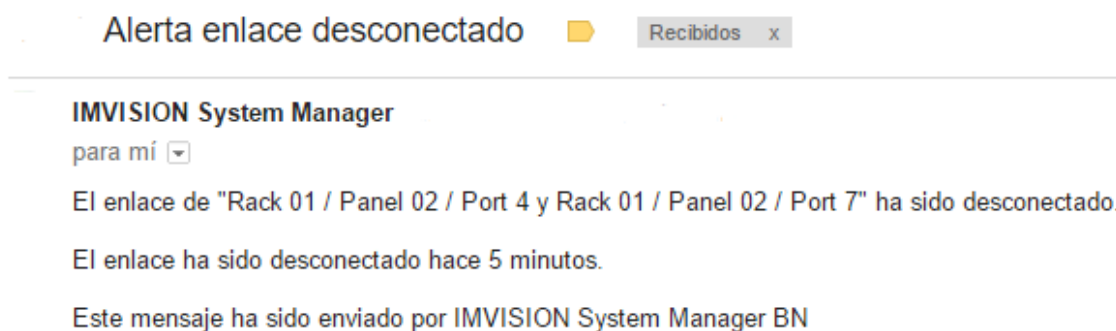 Alerta enlace desconectado Recibidos x
IMVISION System Manager
para mí
El enlace de "Rack 01 / Panel 02 / Port 4 y Rack 01 / Panel 02 / Port 7" ha sido desconectado.
El enlace ha sido desconectado hace 5 minutos.
Este mensaje ha sido enviado por IMVISION System Manager BN